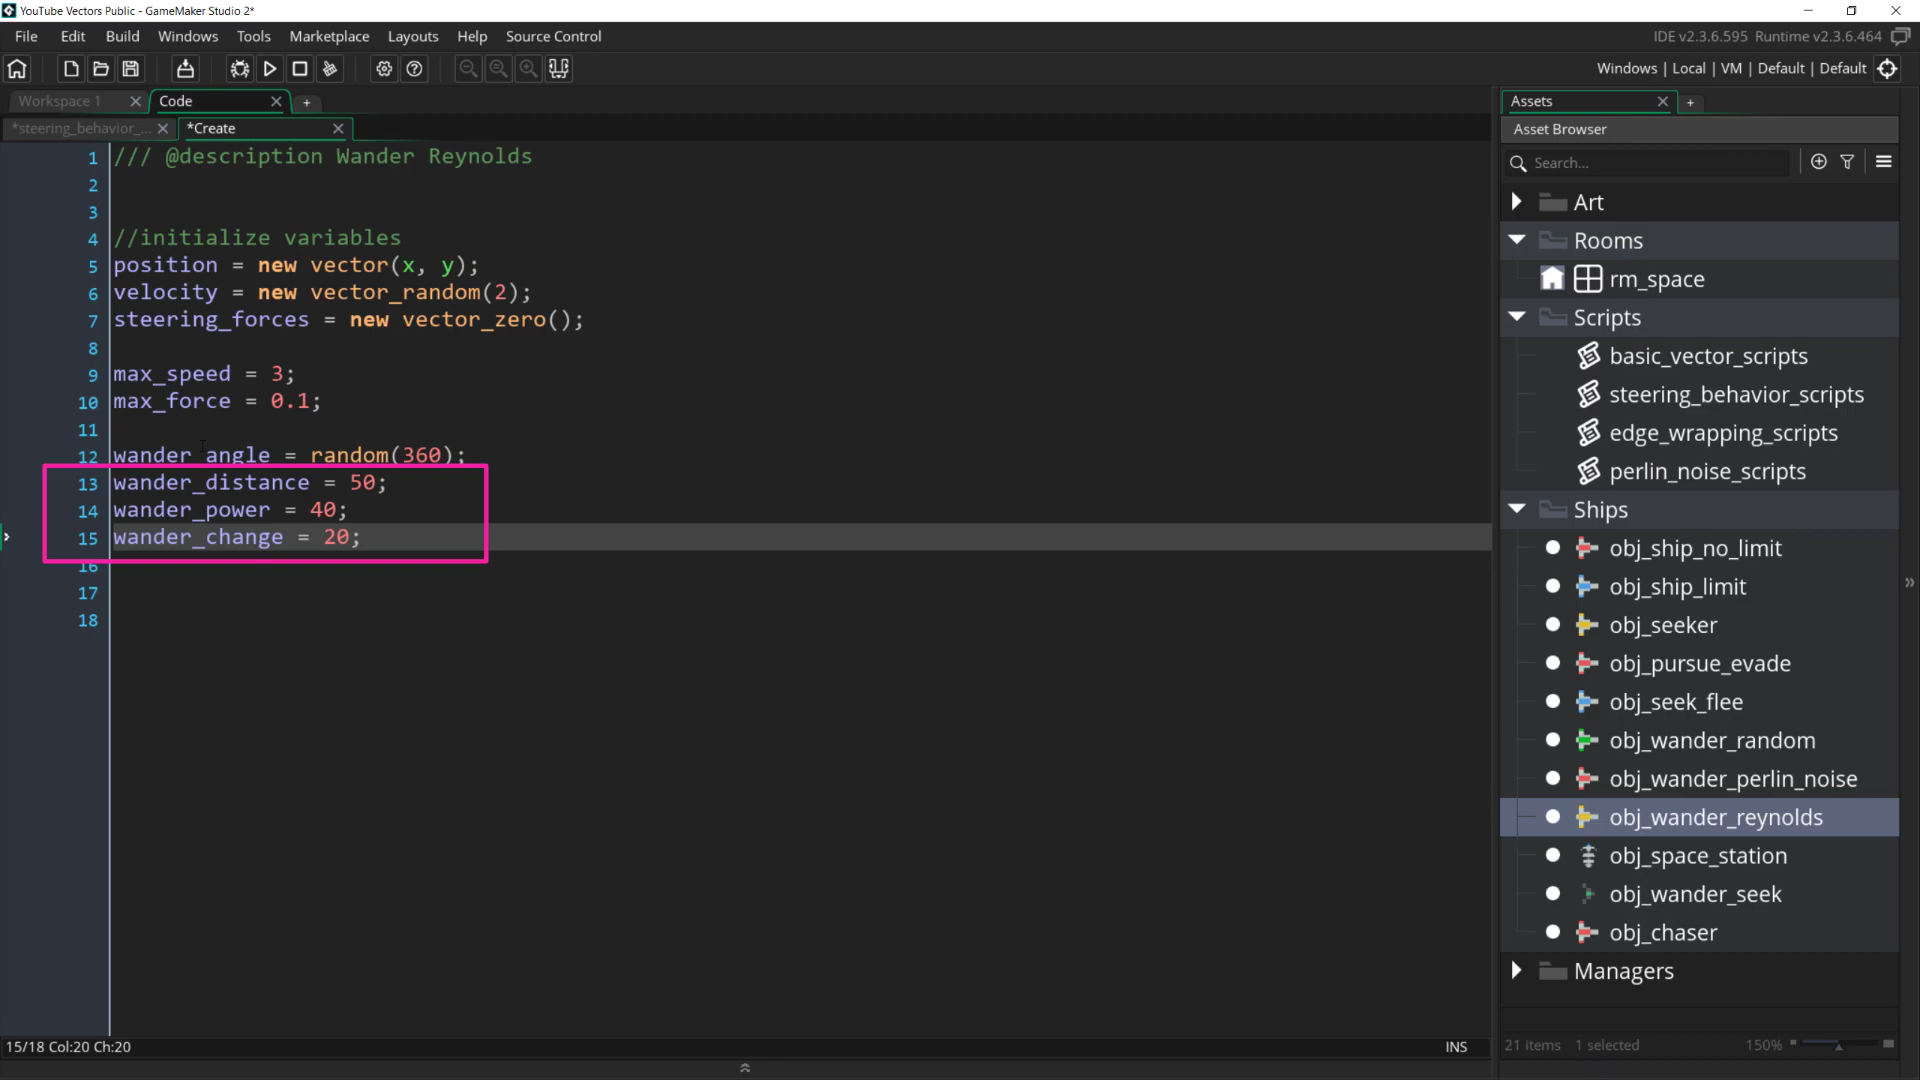 YouTube Vectors Public - GameMaker Studio 2*
File Edit Build Windows Tools Marketplace Layouts Help Source Control
IDE v2.3.6.595 Runtime v2.3.6.464
Windows | Local | VM | Default | Default
Workspace 1
Code
*steering_behavior_...
*Create
1 /// @description Wander Reynolds
2
3
4 //initialize variables
5 position = new vector(x, y);
6 velocity = new vector_random(2);
7 steering_forces = new vector_zero();
8
9 max_speed = 3;
10 max_force = 0.1;
11
12 wander_angle = random(360);
13 wander_distance = 50;
14 wander_power = 40;
15 wander_change = 20;
16
17
18
15/18 Col:20 Ch:20
INS
Assets
Asset Browser
Search...
Art
Rooms
rm_space
Scripts
basic_vector_scripts
steering_behavior_scripts
edge_wrapping_scripts
perlin_noise_scripts
Ships
obj_ship_no_limit
obj_ship_limit
obj_seeker
obj_pursue_evade
obj_seek_flee
obj_wander_random
obj_wander_perlin_noise
obj_wander_reynolds
obj_space_station
obj_wander_seek
obj_chaser
Managers
21 items 1 selected 150%